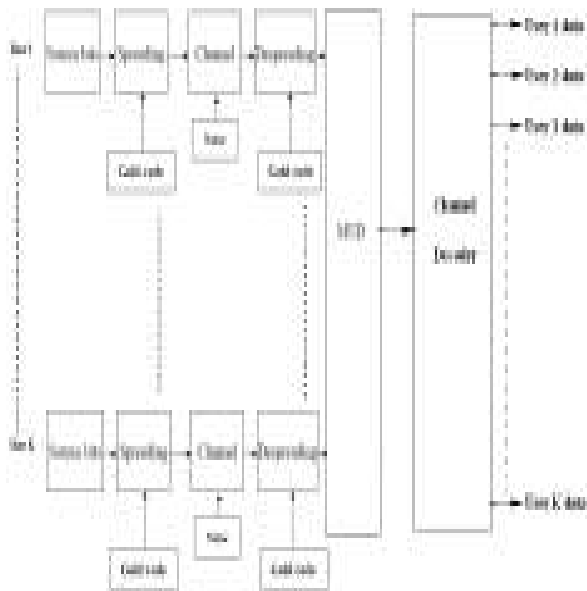 User 1
Source bits
Spreading
Channel
Despreading
Noise
Gold code
Gold code
MUD
Channel
Decoder
User 1 data
User 2 data
User 3 data
User K
Source bits
Spreading
Channel
Despreading
Noise
Gold code
Gold code
User K data